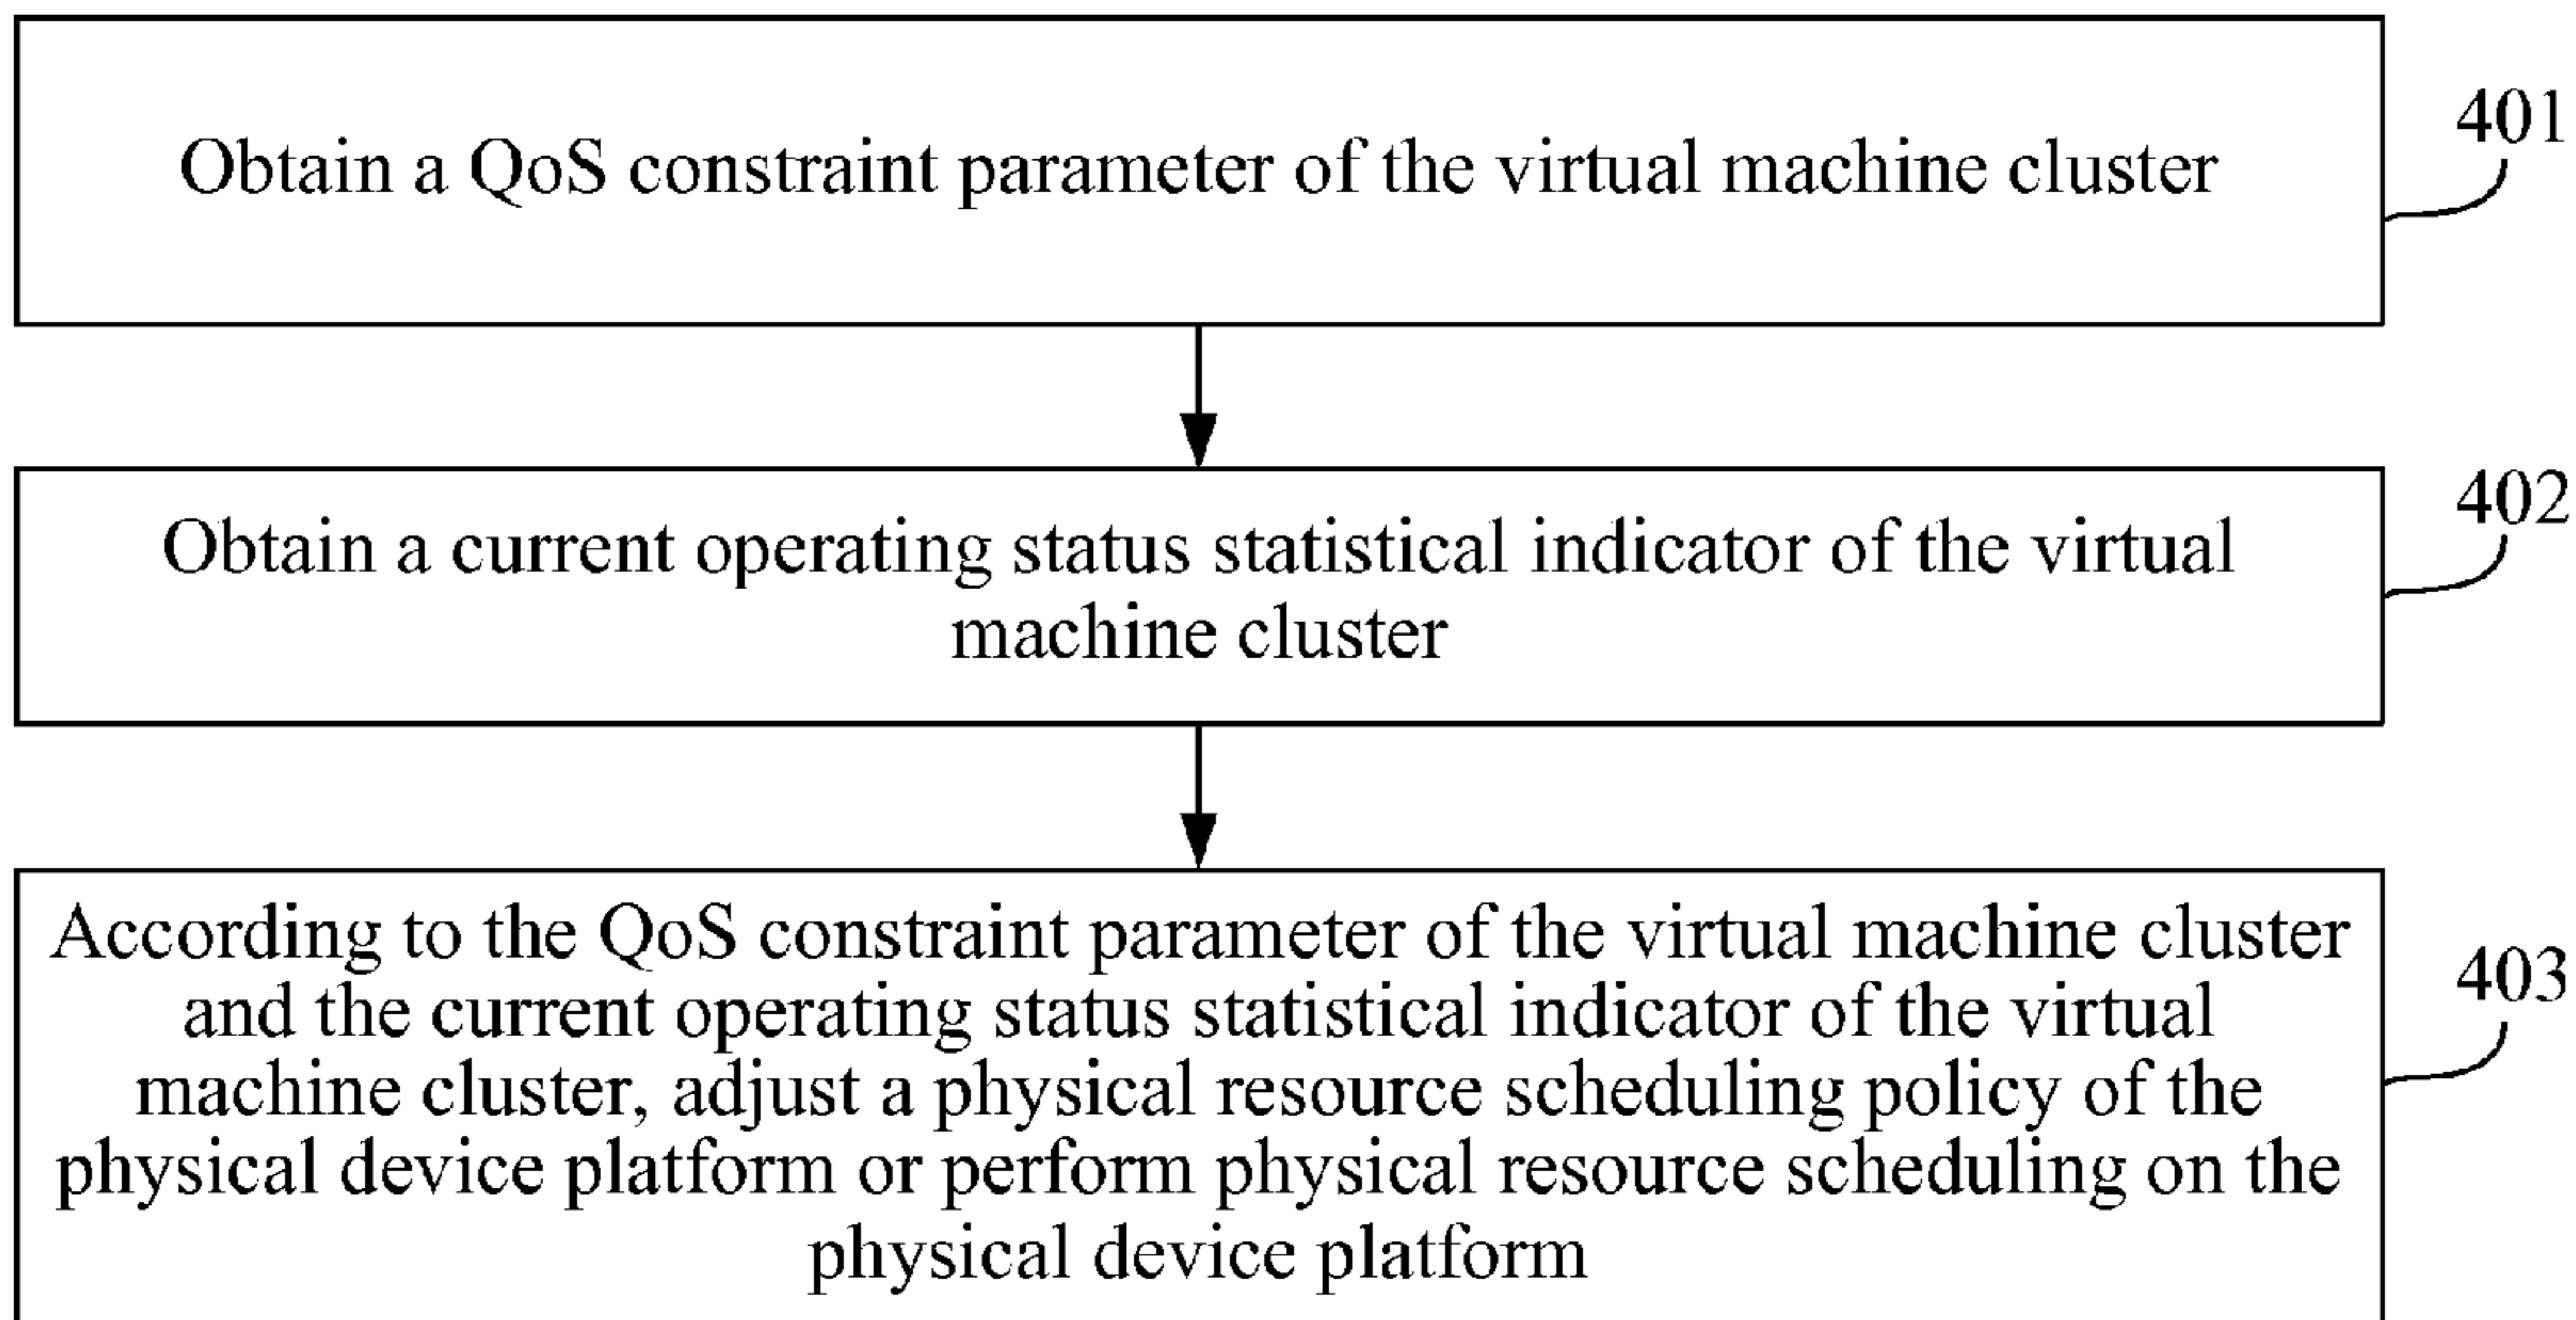 Obtain a QoS constraint parameter of the virtual machine cluster
401
Obtain a current operating status statistical indicator of the virtual
machine cluster
402
According to the QoS constraint parameter of the virtual machine cluster
and the current operating status statistical indicator of the virtual
machine cluster, adjust a physical resource scheduling policy of the
physical device platform or perform physical resource scheduling on the
physical device platform
403